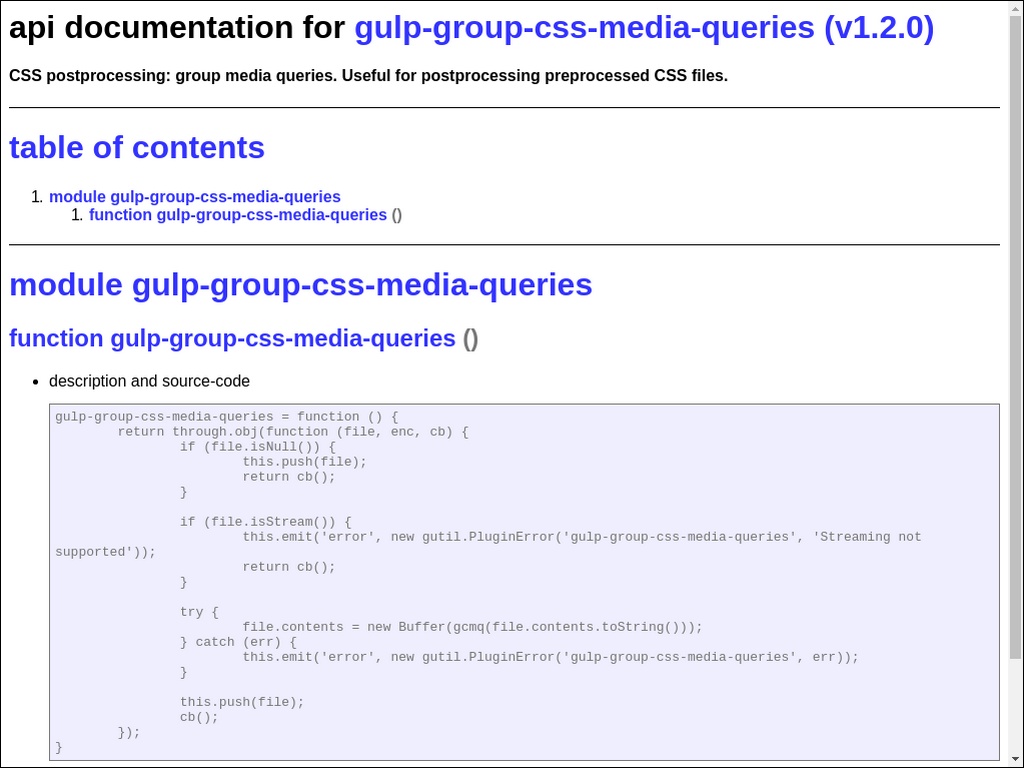 api documentation for gulp-group-css-media-queries (v1.2.0)
CSS postprocessing: group media queries. Useful for postprocessing preprocessed CSS files.
table of contents
1. module gulp-group-css-media-queries
1. function gulp-group-css-media-queries ()
module gulp-group-css-media-queries
function gulp-group-css-media-queries ()
• description and source-code
gulp-group-css-media-queries = function () {
        return through.obj(function (file, enc, cb) {
                if (file.isNull()) {
                        this.push(file);
                        return cb();
                }

                if (file.isStream()) {
                        this.emit('error', new gutil.PluginError('gulp-group-css-media-queries', 'Streaming not
supported'));
                        return cb();
                }

                try {
                        file.contents = new Buffer(gcmq(file.contents.toString()));
                } catch (err) {
                        this.emit('error', new gutil.PluginError('gulp-group-css-media-queries', err));
                }

                this.push(file);
                cb();
        });
}